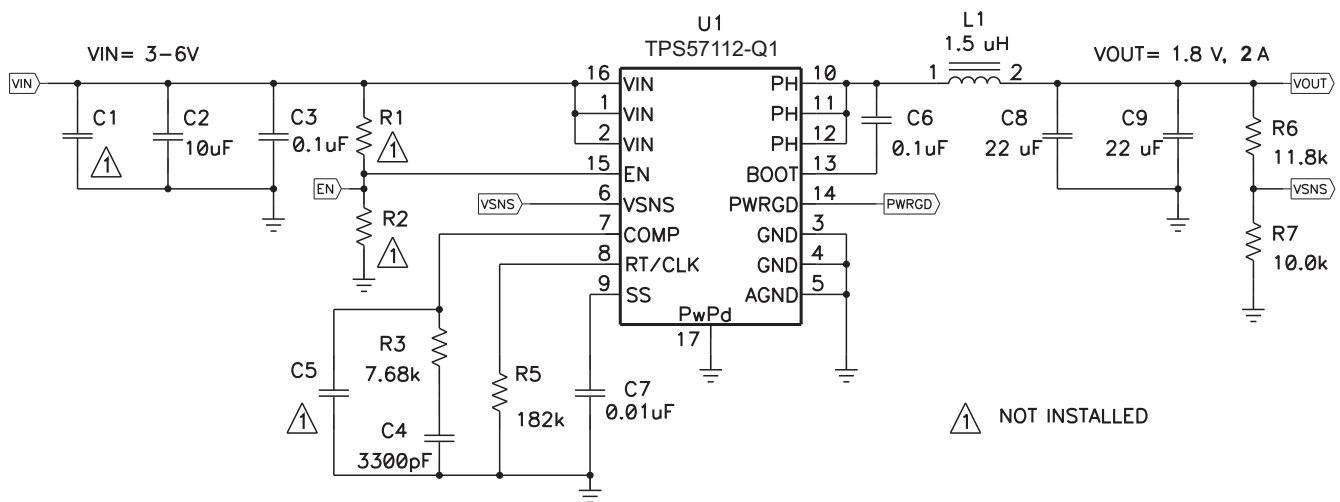 U1
TPS57112-Q1
L1
1.5 uH
VIN= 3-6V
VOUT= 1.8 V, 2 A
VIN
16
VIN
PH
10
1
2
VOUT
1
VIN
PH
11
2
VIN
PH
12
15
EN
BOOT
13
6
VSNS
PWRGD
14
7
COMP
GND
3
8
RT/CLK
GND
4
9
SS
AGND
5
PwPd
17
C1
1
C2
10uF
C3
0.1uF
R1
1
EN
R2
1
VSNS
C6
0.1uF
C8
22 uF
C9
22 uF
R6
11.8k
VSNS
PWRGD
R7
10.0k
C5
1
R3
7.68k
C4
3300pF
R5
182k
C7
0.01uF
1 NOT INSTALLED